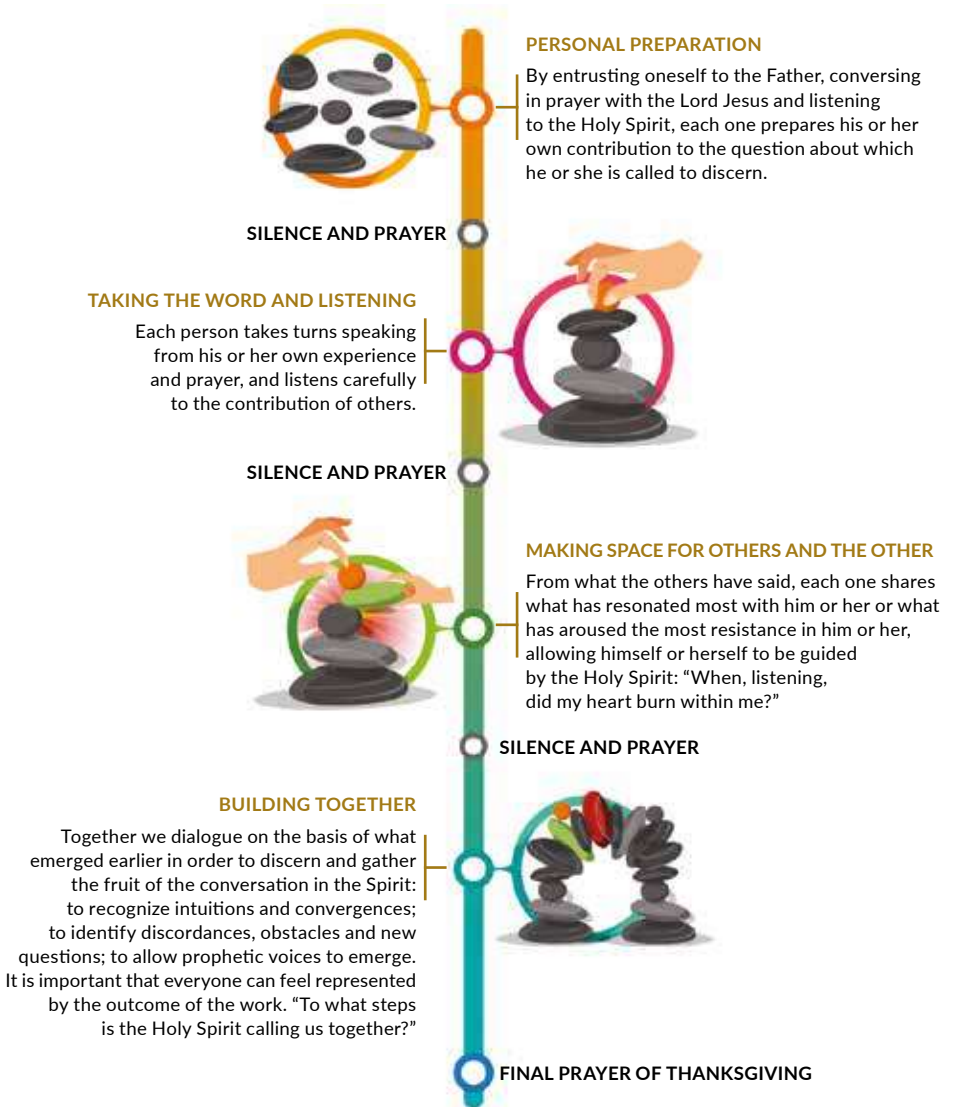 PERSONAL PREPARATION
By entrusting oneself to the Father, conversing
in prayer with the Lord Jesus and listening
to the Holy Spirit, each one prepares his or her
own contribution to the question about which
he or she is called to discern.
SILENCE AND PRAYER
TAKING THE WORD AND LISTENING
Each person takes turns speaking
from his or her own experience
and prayer, and listens carefully
to the contribution of others.
SILENCE AND PRAYER
MAKING SPACE FOR OTHERS AND THE OTHER
From what the others have said, each one shares
what has resonated most with him or her or what
has aroused the most resistance in him or her,
allowing himself or herself to be guided
by the Holy Spirit: “When, listening,
did my heart burn within me?”
SILENCE AND PRAYER
BUILDING TOGETHER
Together we dialogue on the basis of what
emerged earlier in order to discern and gather
the fruit of the conversation in the Spirit:
to recognize intuitions and convergences;
to identify discordances, obstacles and new
questions; to allow prophetic voices to emerge.
It is important that everyone can feel represented
by the outcome of the work. “To what steps
is the Holy Spirit calling us together?”
FINAL PRAYER OF THANKSGIVING